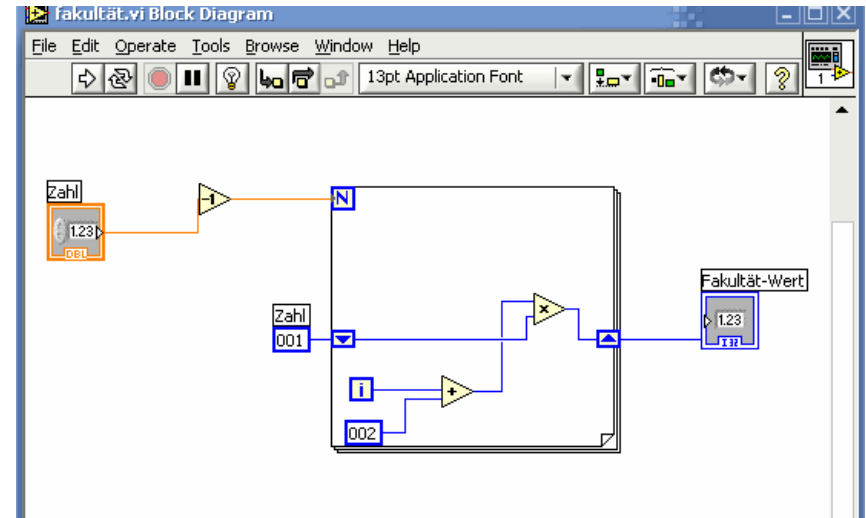 fakultät.vi Block Diagram
File Edit Operate Tools Browse Window Help
13pt Application Font
1
Zahl
-1
N
1.23
DBL
Fakultät-Wert
x
Zahl
1.23
001
I32
i
+
002